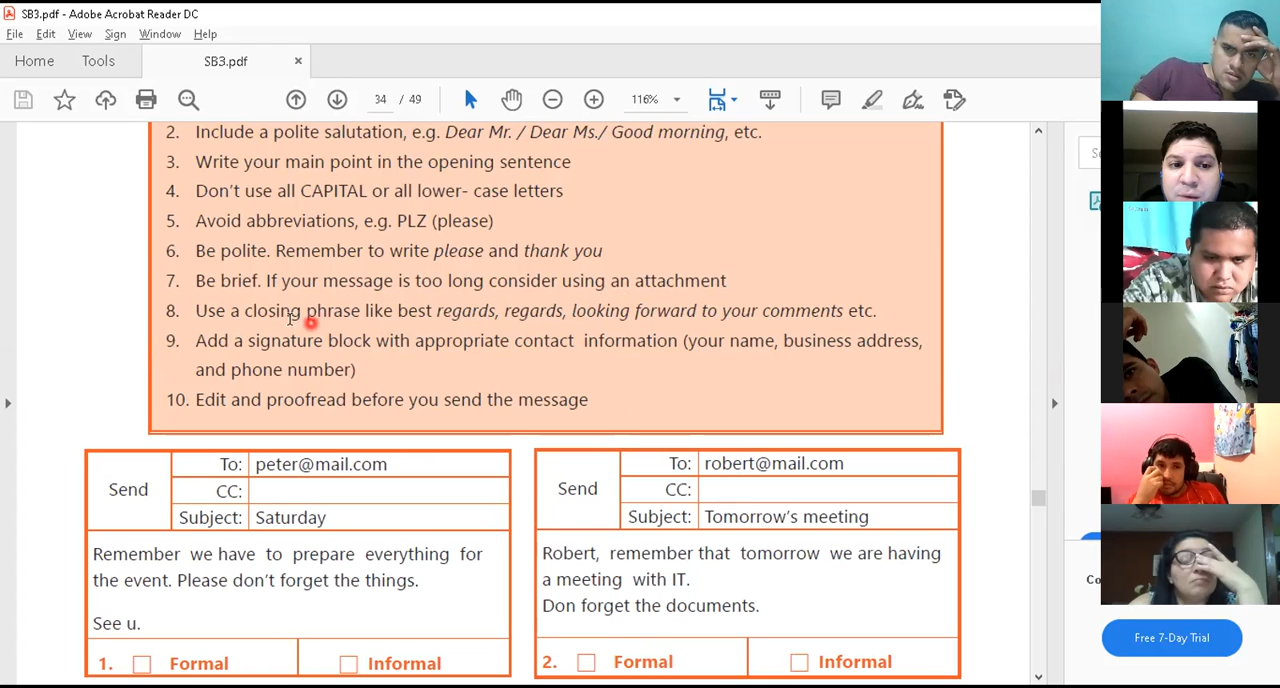 SB3.pdf - Adobe Acrobat Reader DC
File Edit View Sign Window Help
Home Tools SB3.pdf ×
34 / 49 116%
2. Include a polite salutation, e.g. Dear Mr. / Dear Ms./ Good morning, etc.
3. Write your main point in the opening sentence
4. Don't use all CAPITAL or all lower- case letters
5. Avoid abbreviations, e.g. PLZ (please)
6. Be polite. Remember to write please and thank you
7. Be brief. If your message is too long consider using an attachment
8. Use a closing phrase like best regards, regards, looking forward to your comments etc.
9. Add a signature block with appropriate contact information (your name, business address,
and phone number)
10. Edit and proofread before you send the message
Send
To: peter@mail.com
CC:
Subject: Saturday
Remember we have to prepare everything for
the event. Please don't forget the things.
See u.
1. Formal Informal
Send
To: robert@mail.com
CC:
Subject: Tomorrow's meeting
Robert, remember that tomorrow we are having
a meeting with IT.
Don forget the documents.
2. Formal Informal
Free 7-Day Trial